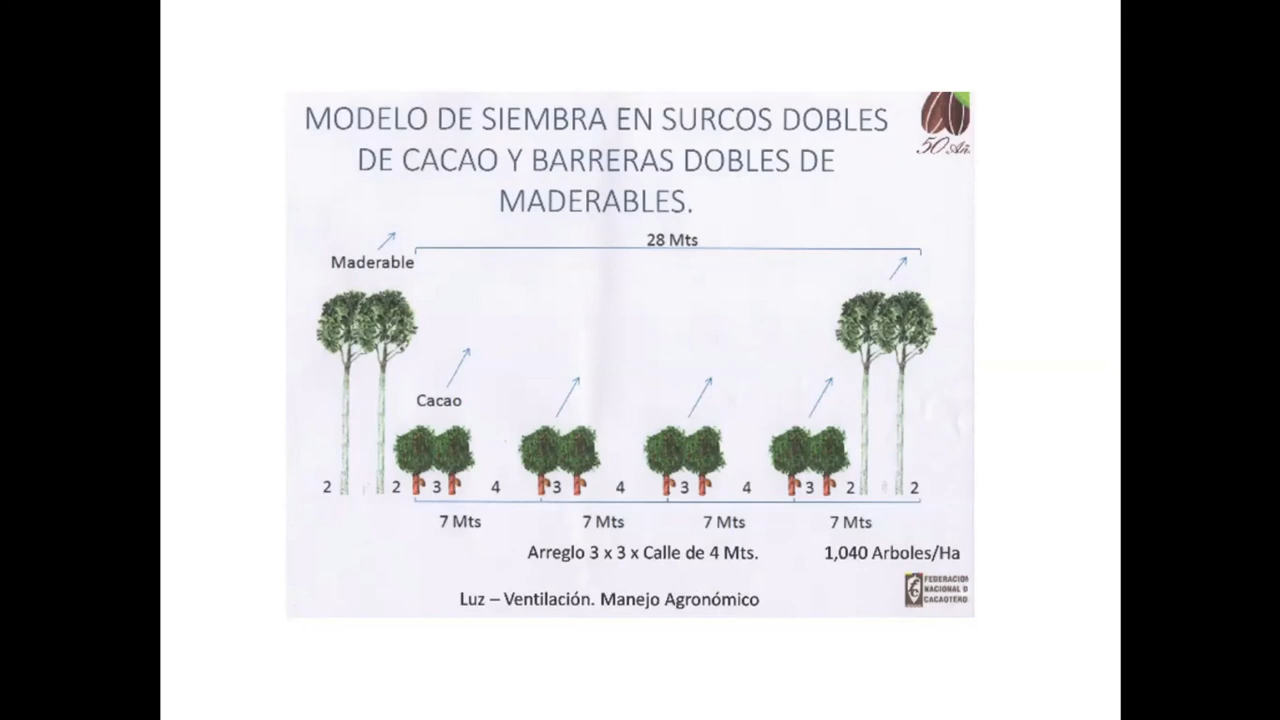 MODELO DE SIEMBRA EN SURCOS DOBLES
DE CACAO Y BARRERAS DOBLES DE
MADERABLES.
50 Añ.
28 Mts
Maderable
Cacao
2 2 3 4 3 4 3 4 3 2 2
7 Mts 7 Mts 7 Mts 7 Mts
Arreglo 3 x 3 x Calle de 4 Mts. 1,040 Arboles/Ha
FEDERACION
NACIONAL D
CACAOTERO
Luz – Ventilación. Manejo Agronómico